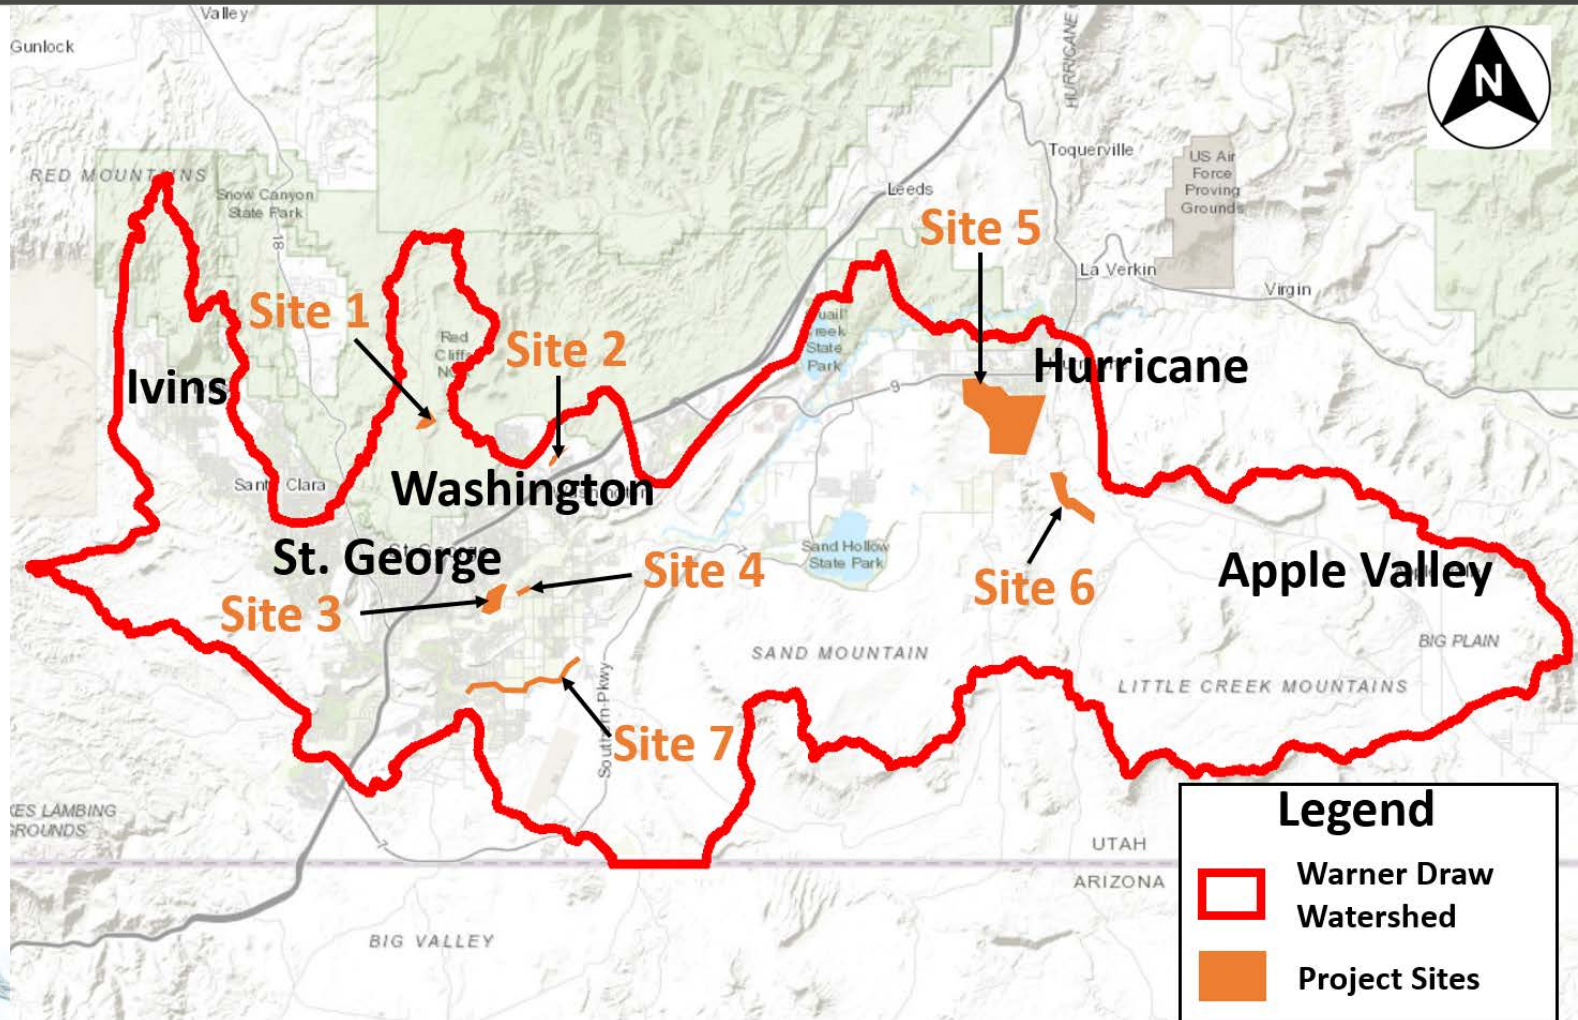 Valley
Gunlock
HURRICANE
N
Toquerville
US Air
Force
Proving
Grounds
RED MOUNTAINS
Snow Canyon
State Park
Leeds
18
Site 5
La Verkin
Virgin
Site 1
Red
Cliffs
Site 2
Quail
Creek
State
Park
Hurricane
Ivins
9
Santa Clara
Washington
St. George
Sand Hollow
State Park
Site 4
Site 6
Apple Valley
Site 3
SAND MOUNTAIN
BIG PLAIN
LITTLE CREEK MOUNTAINS
Southern Pkwy
Site 7
KES LAMBING
GROUNDS
UTAH
ARIZONA
BIG VALLEY
Legend
Warner Draw
Watershed
Project Sites